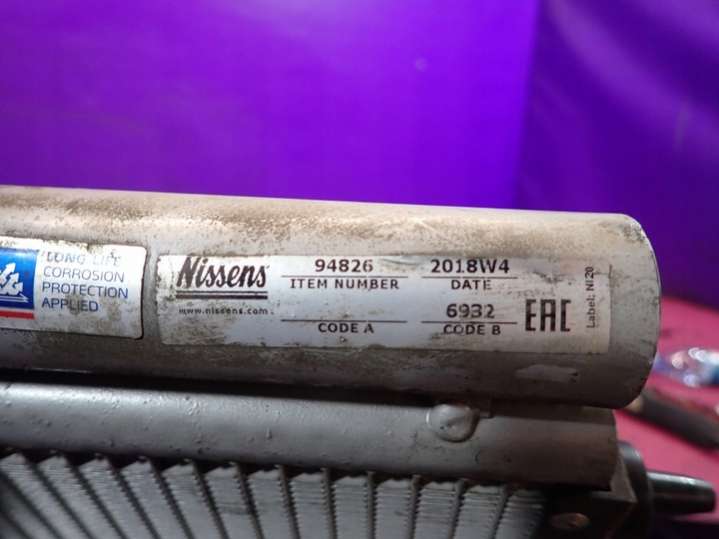 LONG LIFE
CORROSION
PROTECTION
APPLIED
Nissens
www.nissens.com
94826
ITEM NUMBER
2018W4
DATE
CODE A
6932
CODE B
EAC
Label: NI20